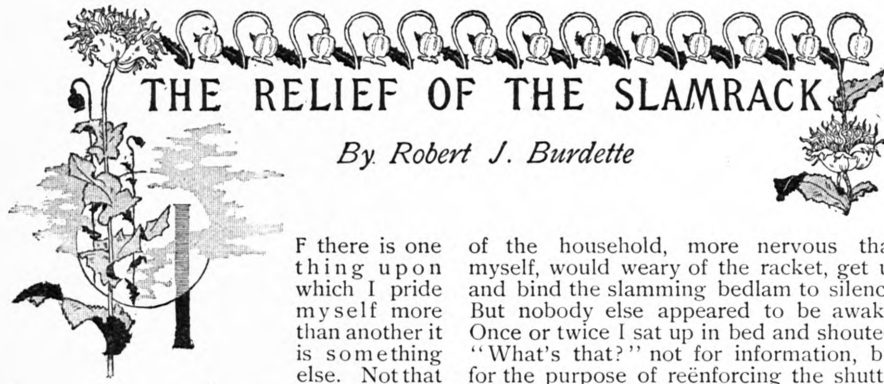 THE RELIEF OF THE SLAMRACK
By Robert J. Burdette
IF there is one
thing upon
which I pride
myself more
than another it
is something
else. Not that
of the household, more nervous
myself, would weary of the racket, get
and bind the slamming bedlam to
But nobody else appeared to be
Once or twice I sat up in bed and
"What's that?" not for information,
for the purpose of reënforcing the